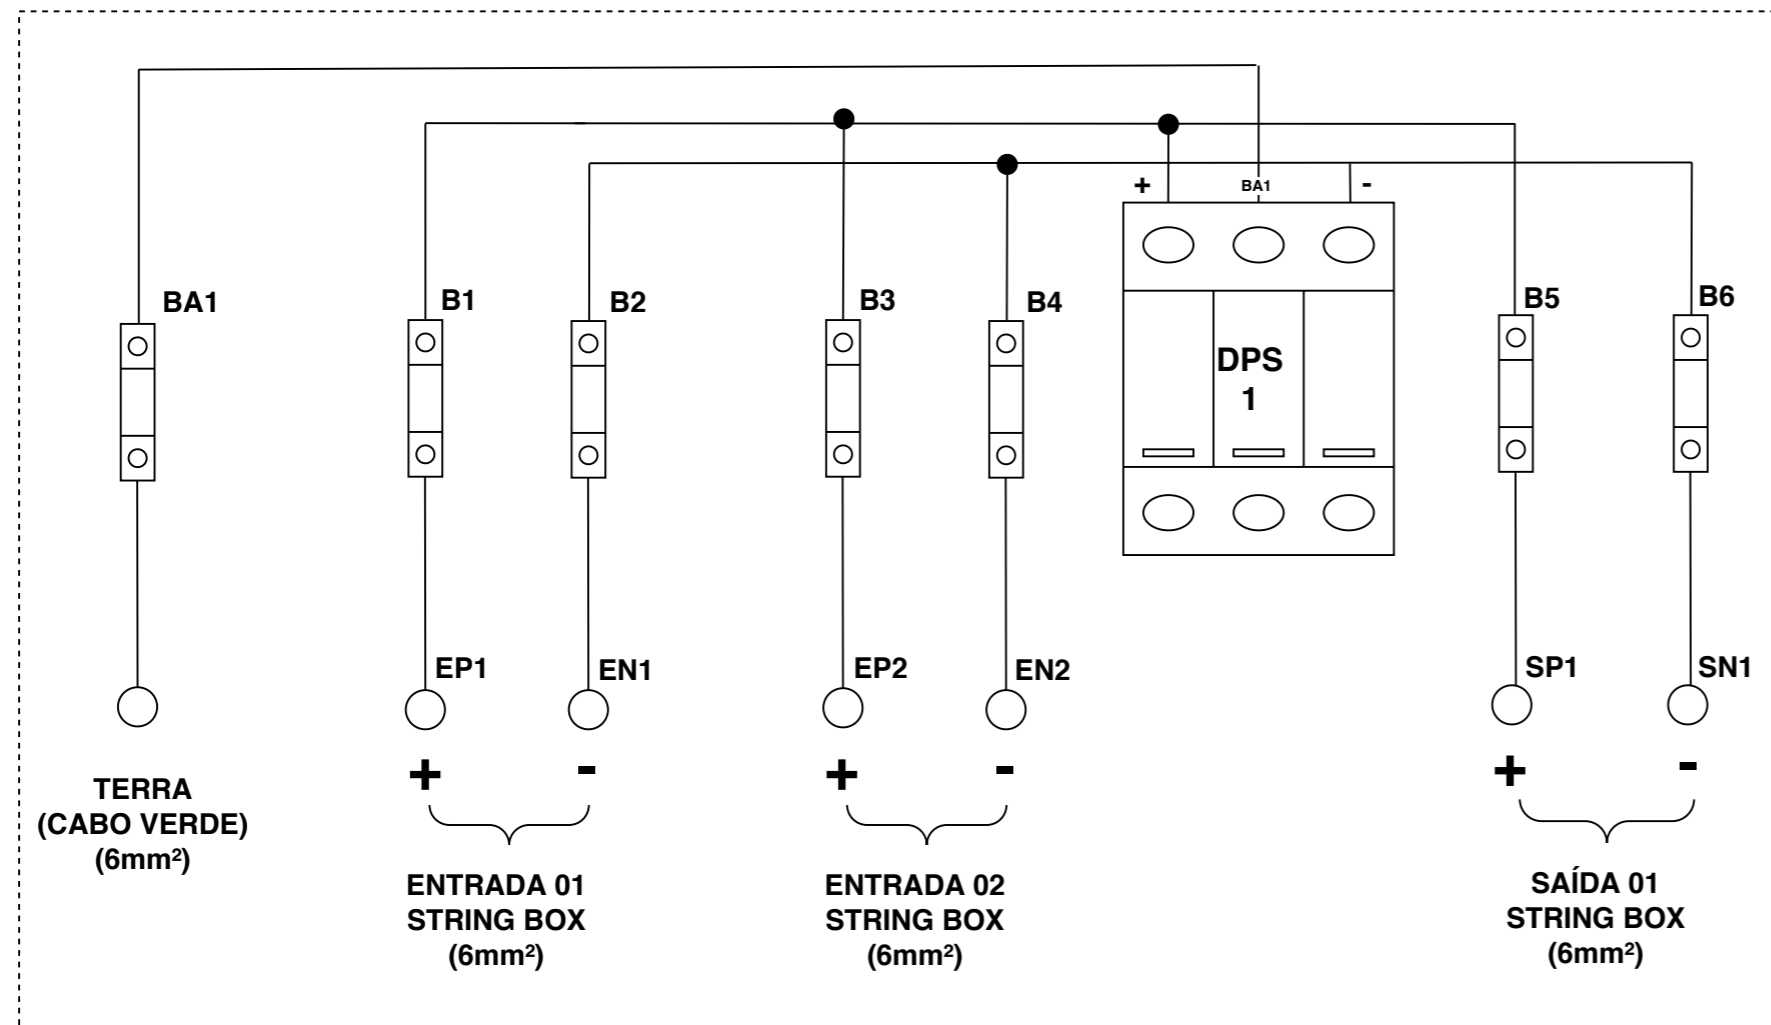 + BA1 -
BA1
B1
B2
B3
B4
B5
B6
DPS
1
EP1
EN1
EP2
EN2
SP1
SN1
+ -
+ -
+ -
TERRA
(CABO VERDE)
(6mm²)
ENTRADA 01
STRING BOX
(6mm²)
ENTRADA 02
STRING BOX
(6mm²)
SAÍDA 01
STRING BOX
(6mm²)